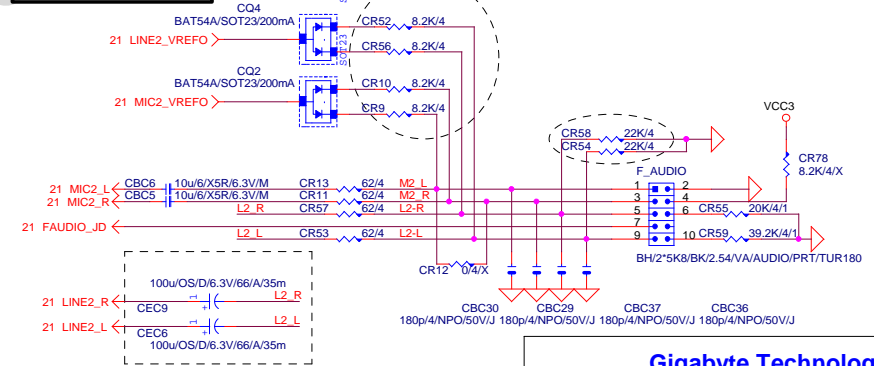 CQ4
BAT54A/SOT23/200mA
21 LINE2_VREFO
SOT23
CR52 8.2K/4
CR56 8.2K/4
CQ2
BAT54A/SOT23/200mA
21 MIC2_VREFO
CR10 8.2K/4
CR9 8.2K/4
VCC3
CR58 22K/4
CR54 22K/4
CR78
8.2K/4/X
F_AUDIO
21 MIC2_L CBC6 10u/6/X5R/6.3V/M CR13 62/4 M2_L 1 2
21 MIC2_R CBC5 10u/6/X5R/6.3V/M CR11 62/4 M2_R 3 4
L2_R CR57 62/4 L2-R 5 6 CR55 20K/4/1
21 FAUDIO_JD 7
L2_L CR53 62/4 L2-L 9 10 CR59 39.2K/4/1
BH/2*5K8/BK/2.54/VA/AUDIO/PRT/TUR180
CR12 0/4/X
100u/OS/D/6.3V/66/A/35m
21 LINE2_R 1 + L2_R
CEC9
21 LINE2_L 1 + L2_L
CEC6
100u/OS/D/6.3V/66/A/35m
CBC30 CBC29 CBC37 CBC36
180p/4/NPO/50V/J 180p/4/NPO/50V/J 180p/4/NPO/50V/J 180p/4/NPO/50V/J
Gigabyte Technolog